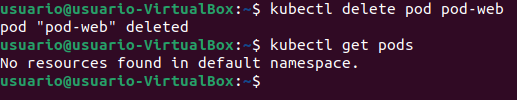 usuario@usuario-VirtualBox:~$ kubectl delete pod pod-web
pod "pod-web" deleted
usuario@usuario-VirtualBox:~$ kubectl get pods
No resources found in default namespace.
usuario@usuario-VirtualBox:~$